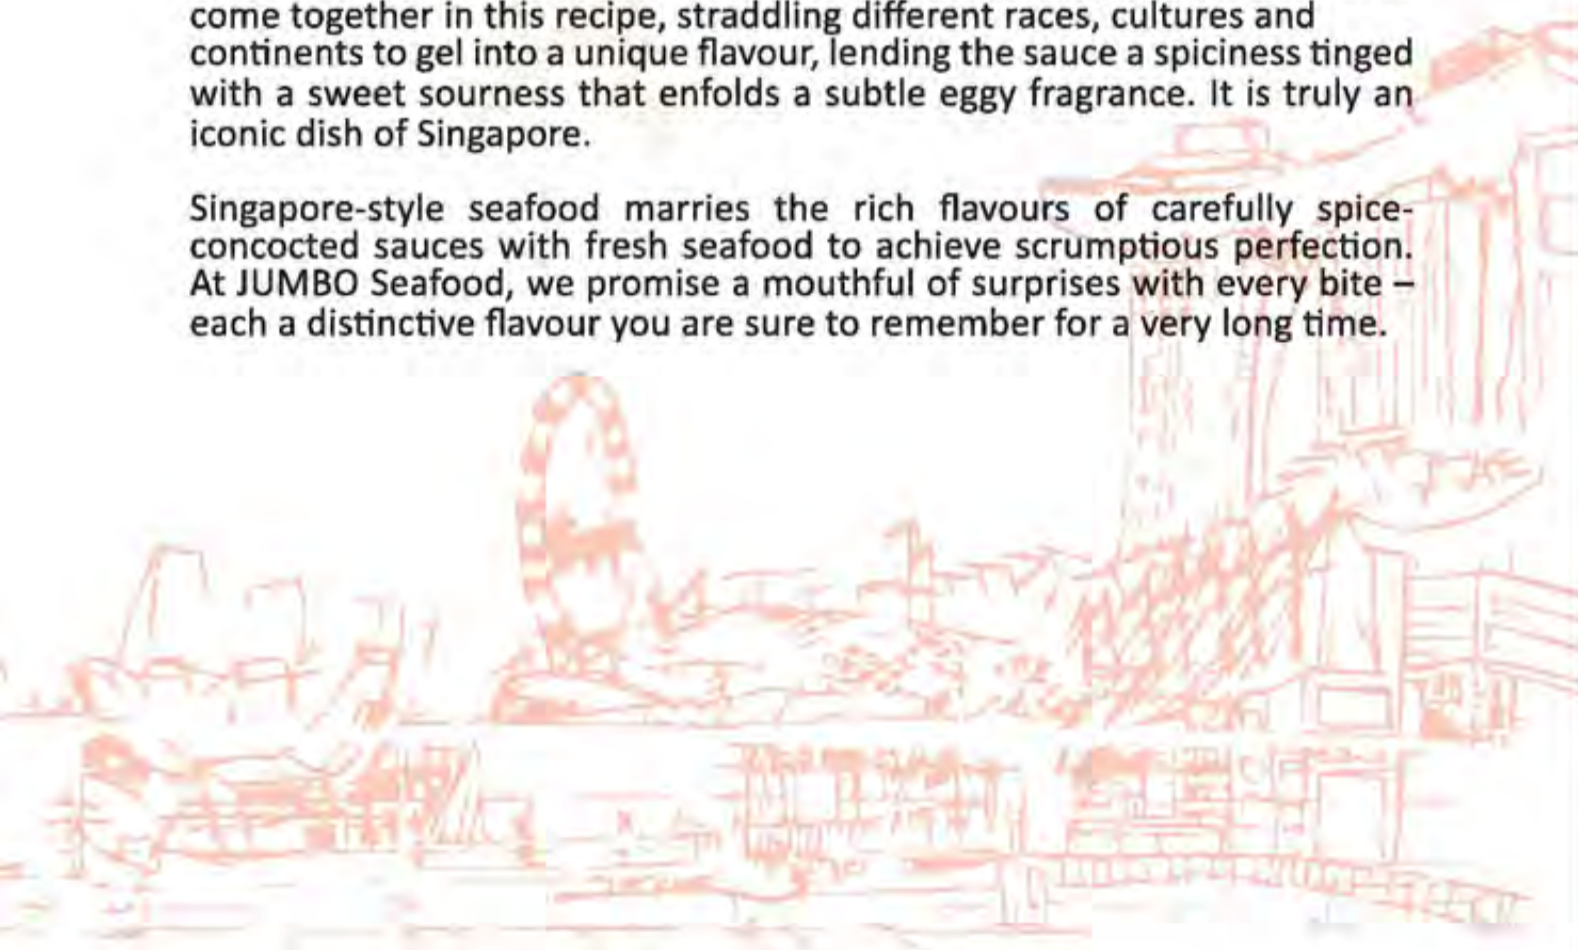 come together in this recipe, straddling different races, cultures and
continents to gel into a unique flavour, lending the sauce a spiciness tinged
with a sweet sourness that enfolds a subtle eggy fragrance. It is truly an
iconic dish of Singapore.
Singapore-style seafood marries the rich flavours of carefully spice-
concocted sauces with fresh seafood to achieve scrumptious perfection.
At JUMBO Seafood, we promise a mouthful of surprises with every bite –
each a distinctive flavour you are sure to remember for a very long time.